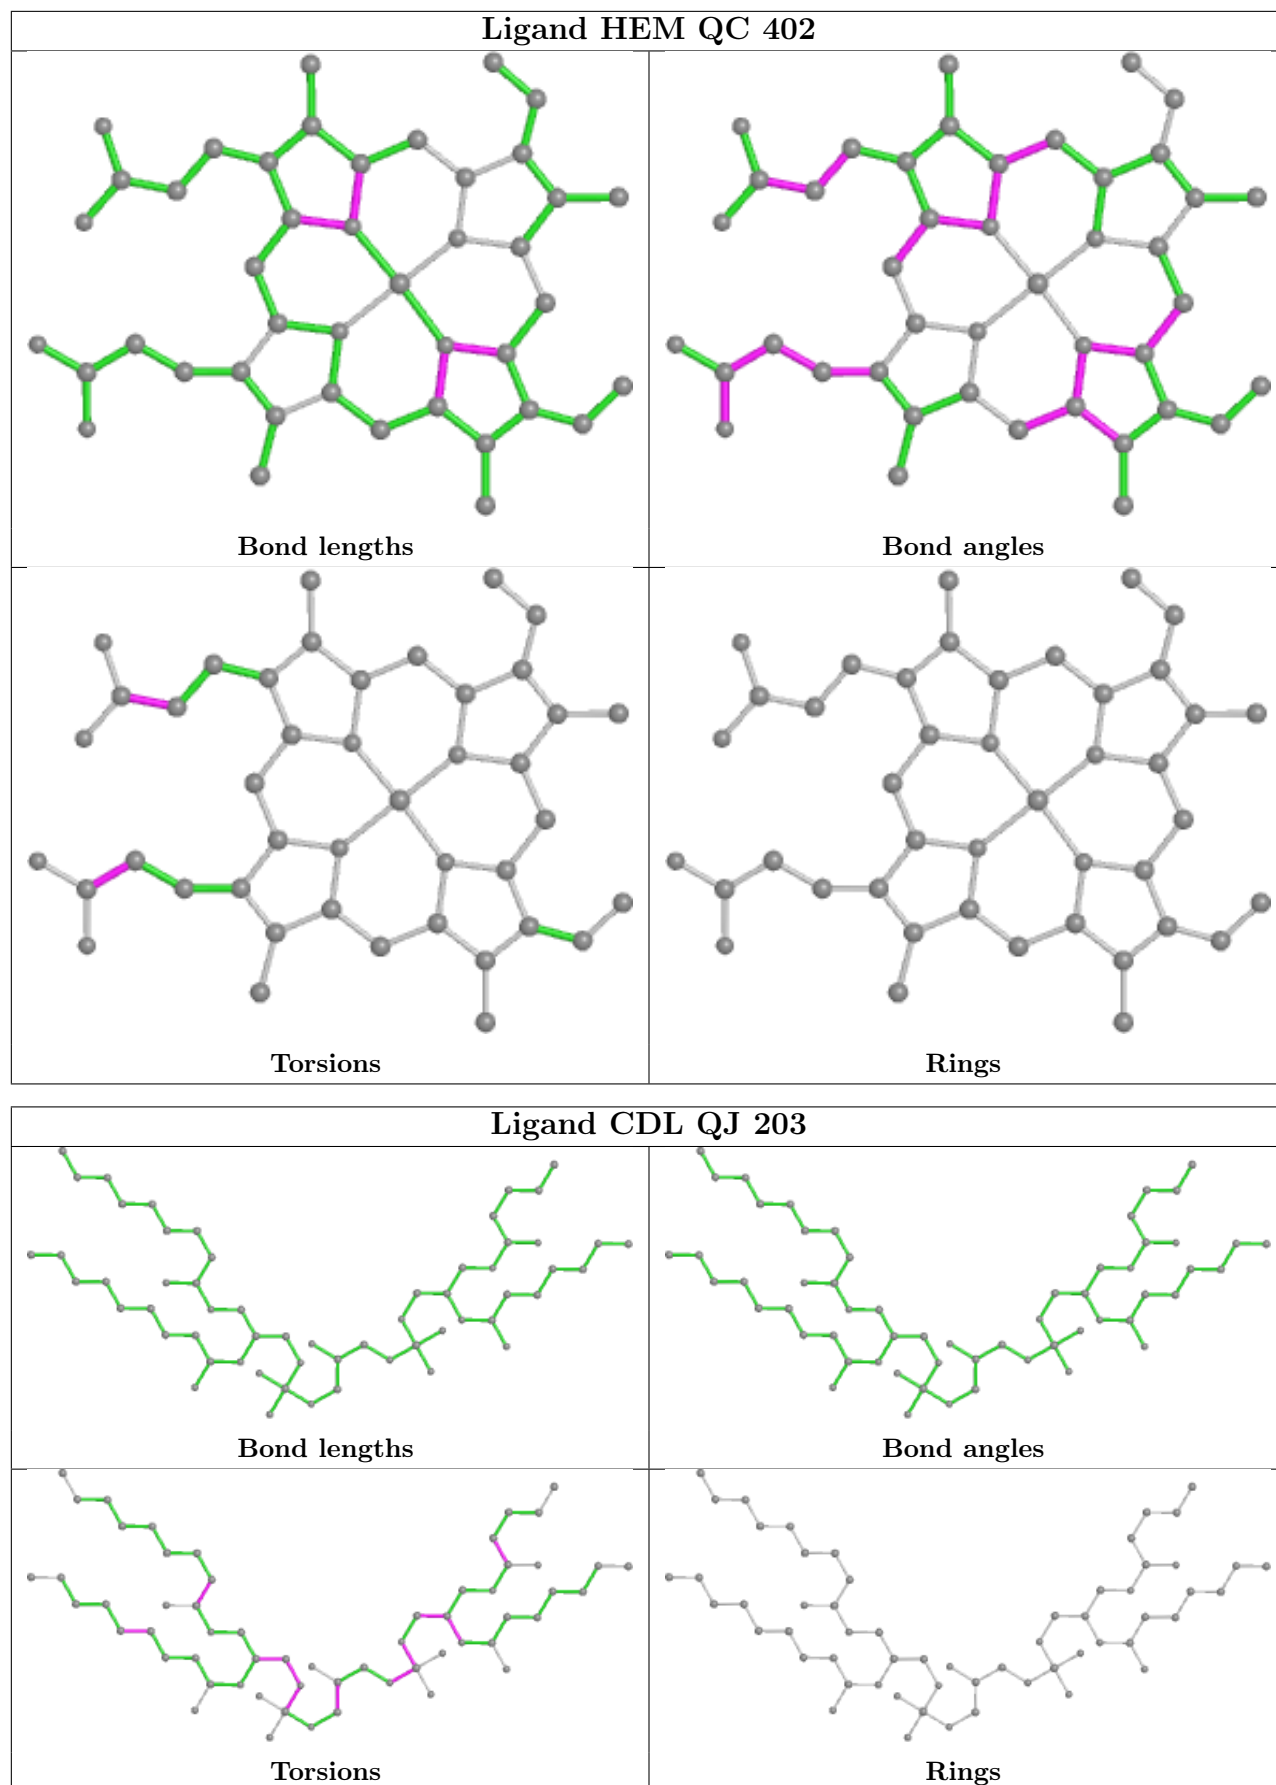 Ligand HEM QC 402
Bond lengths
Bond angles
Torsions
Rings
Ligand CDL QJ 203
Bond lengths
Bond angles
Torsions
Rings